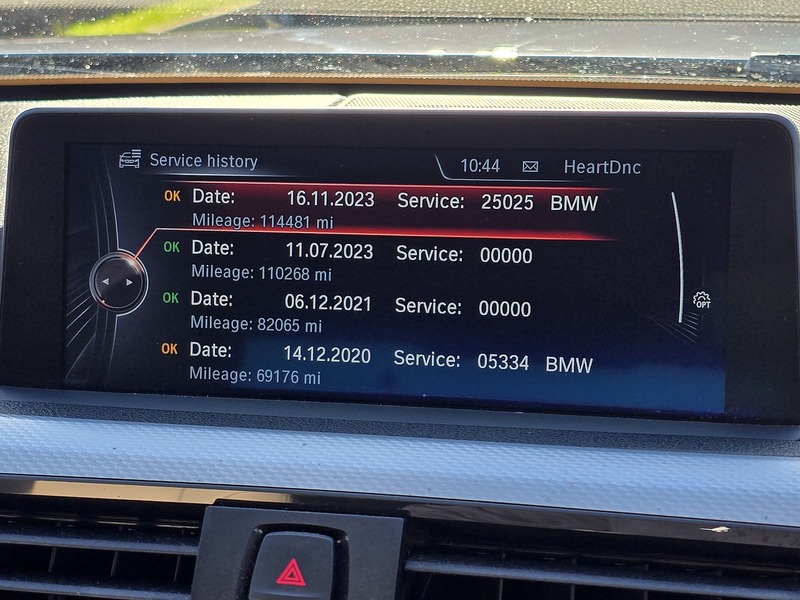 Service history 10:44 HeartDnc
OK Date: 16.11.2023 Service: 25025 BMW
Mileage: 114481 mi
OK Date: 11.07.2023 Service: 00000
Mileage: 110268 mi
OK Date: 06.12.2021 Service: 00000
Mileage: 82065 mi
OK Date: 14.12.2020 Service: 05334 BMW
Mileage: 69176 mi
OPT